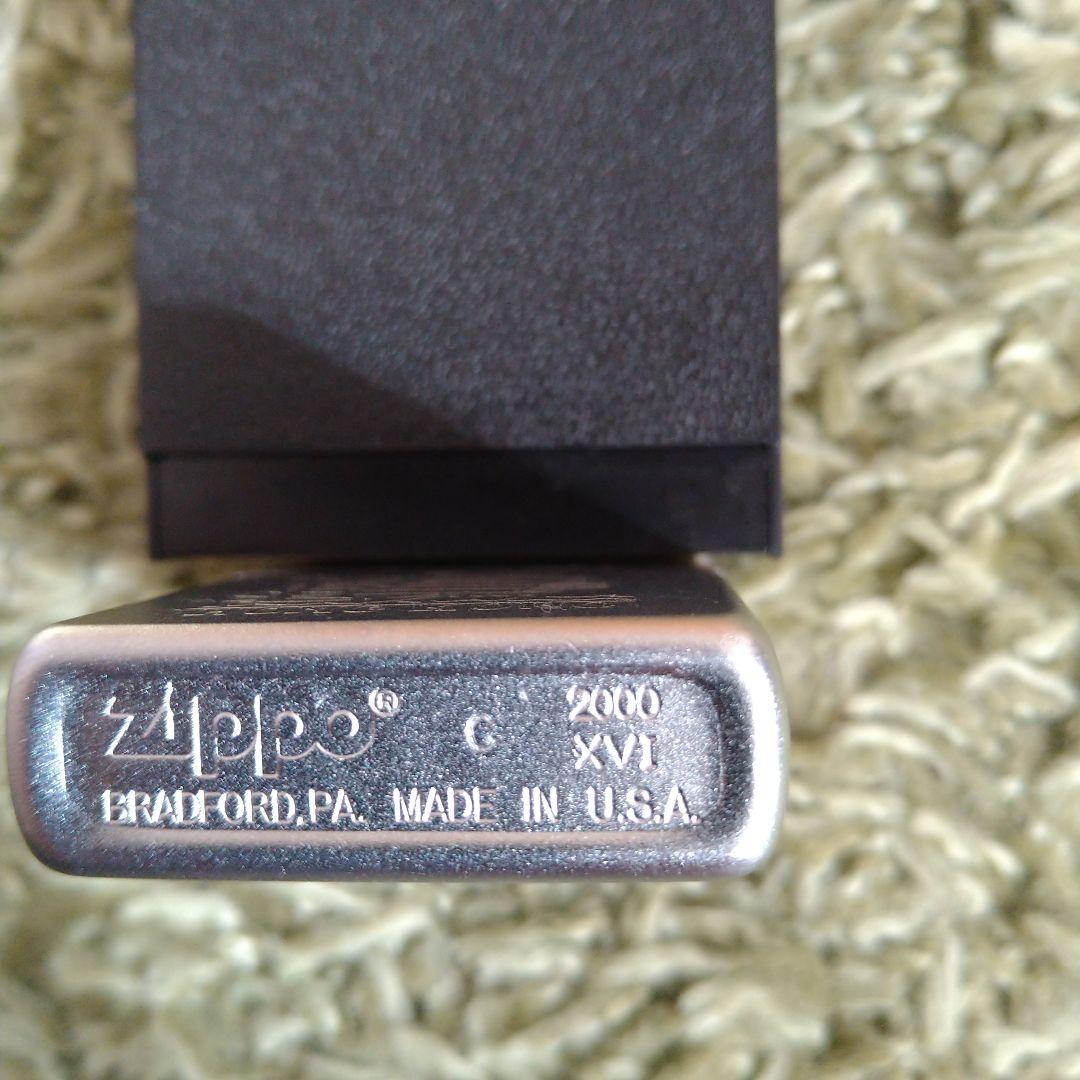 Zippo® C 2000
XVI
BRADFORD,PA. MADE IN U.S.A.